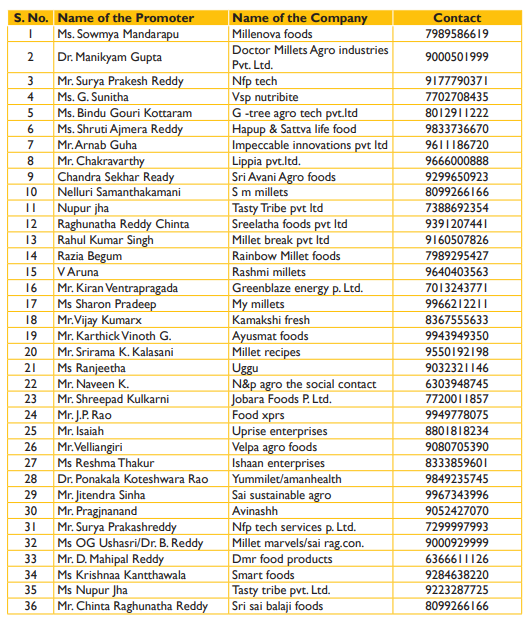 S. No. Name of the Promoter Name of the Company Contact
1 Ms. Sowmya Mandarapu Millenova foods 7989586619
2 Dr. Manikyam Gupta Doctor Millets Agro industries Pvt. Ltd. 9000501999
3 Mr. Surya Prakesh Reddy Nfp tech 9177790371
4 Ms. G. Sunitha Vsp nutribite 7702708435
5 Ms. Bindu Gouri Kottaram G -tree agro tech pvt.ltd 8012911222
6 Ms. Shruti Ajmera Reddy Hapup & Sattva life food 9833736670
7 Mr. Arnab Guha Impeccable innovations pvt ltd 9611186720
8 Mr. Chakravarthy Lippia pvt.ltd. 9666000888
9 Chandra Sekhar Ready Sri Avani Agro foods 9299650923
10 Nelluri Samanthakamani S m millets 8099266166
11 Nupur jha Tasty Tribe pvt ltd 7388692354
12 Raghunatha Reddy Chinta Sreelatha foods pvt ltd 9391207441
13 Rahul Kumar Singh Millet break pvt ltd 9160507826
14 Razia Begum Rainbow Millet foods 7989295427
15 V Aruna Rashmi millets 9640403563
16 Mr. Kiran Ventrapragada Greenblaze energy p. Ltd. 7013243771
17 Ms Sharon Pradeep My millets 9966212211
18 Mr. Vijay Kumarx Kamakshi fresh 8367555633
19 Mr. Karthick Vinoth G. Ayusmat foods 9943949350
20 Mr. Srirama K. Kalasani Millet recipes 9550192198
21 Ms Ranjeetha Uggu 9032321146
22 Mr. Naveen K. N&p agro the social contact 6303948745
23 Mr. Shreepad Kulkarni Jobara Foods P. Ltd. 7720011857
24 Mr. J.P. Rao Food xprs 9949778075
25 Mr. Isaiah Uprise enterprises 8801818234
26 Mr. Velliangiri Velpa agro foods 9080705390
27 Ms Reshma Thakur Ishaan enterprises 8333859601
28 Dr. Ponakala Koteshwara Rao Yummilet/amanhealth 9849235745
29 Mr. Jitendra Sinha Sai sustainable agro 9967343996
30 Mr. Pragjnanand Avinashh 9052427070
31 Mr. Surya Prakashreddy Nfp tech services p. Ltd. 7299997993
32 Ms OG Ushasri/Dr. B. Reddy Millet marvels/sai rag.con. 9000929999
33 Mr. D. Mahipal Reddy Dmr food products 6366611126
34 Ms Krishnaa Kantthawala Smart foods 9284638220
35 Ms Nupur Jha Tasty tribe pvt. Ltd. 9223287725
36 Mr. Chinta Raghunatha Reddy Sri sai balaji foods 8099266166